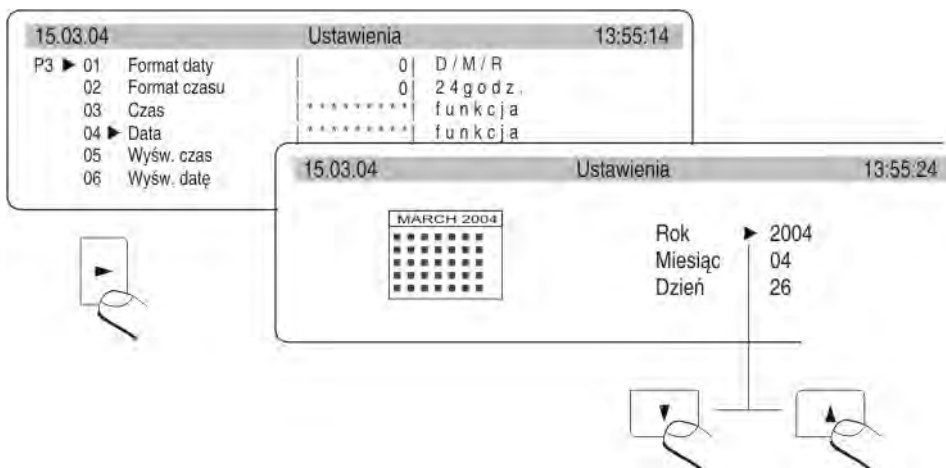 15.03.04 Ustawienia 13:55:14
P3 ► 01 Format daty | 0| D / M / R
02 Format czasu | 0| 2 4 g o d z .
03 Czas |* * * * * * * * *| f u n k c j a
04 ► Data |* * * * * * * * *| f u n k c j a
05 Wyśw. czas
06 Wyśw. datę
15.03.04 Ustawienia 13:55:24
MARCH 2004
Rok ► 2004
Miesiąc 04
Dzień 26